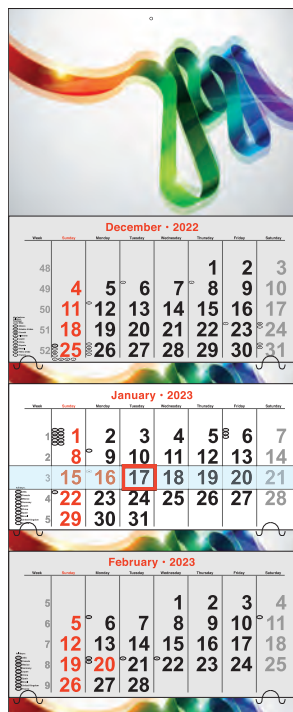 December • 2022
Week Sunday Monday Tuesday Wednesday Thursday Friday Saturday
48 1 2 3
49 4 5 6 7 8 9 10
50 11 12 13 14 15 16 17
51 18 19 20 21 22 23 24
52 25 26 27 28 29 30 31
January • 2023
Week Sunday Monday Tuesday Wednesday Thursday Friday Saturday
1 1 2 3 4 5 6 7
2 8 9 10 11 12 13 14
3 15 16 17 18 19 20 21
4 22 23 24 25 26 27 28
5 29 30 31
February • 2023
Week Sunday Monday Tuesday Wednesday Thursday Friday Saturday
5 1 2 3 4
6 5 6 7 8 9 10 11
7 12 13 14 15 16 17 18
8 19 20 21 22 23 24 25
9 26 27 28